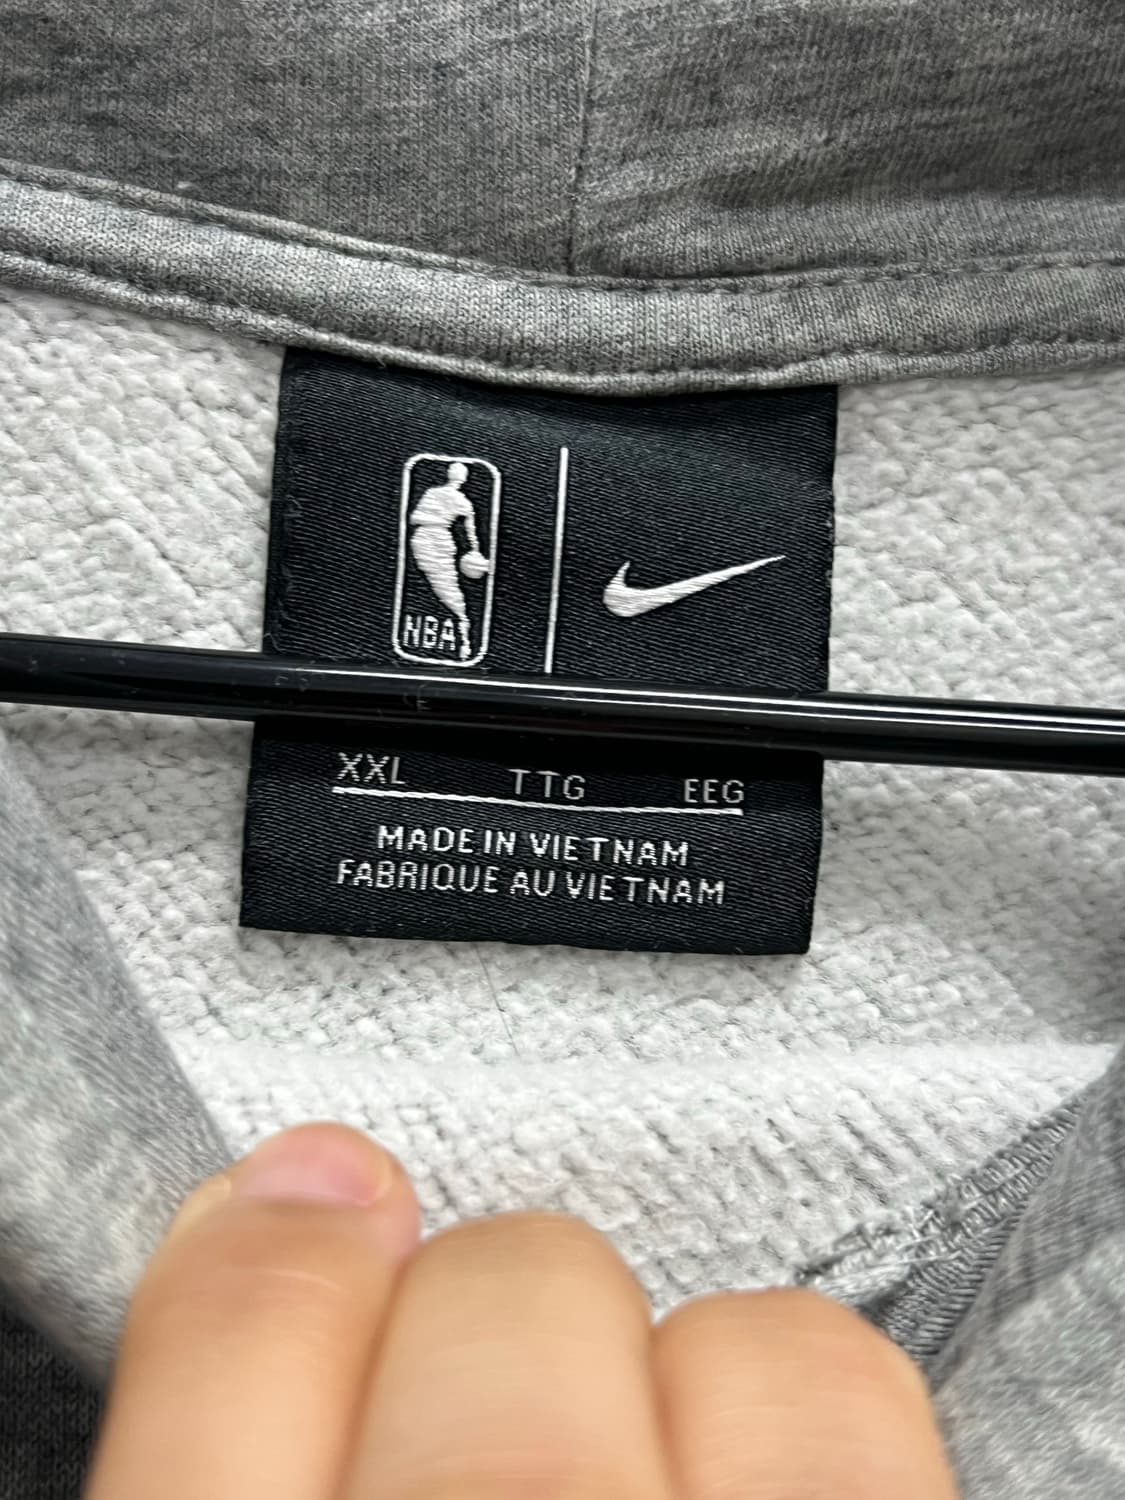 NBA
XXL TTG EEG
MADE IN VIETNAM
FABRIQUE AU VIETNAM